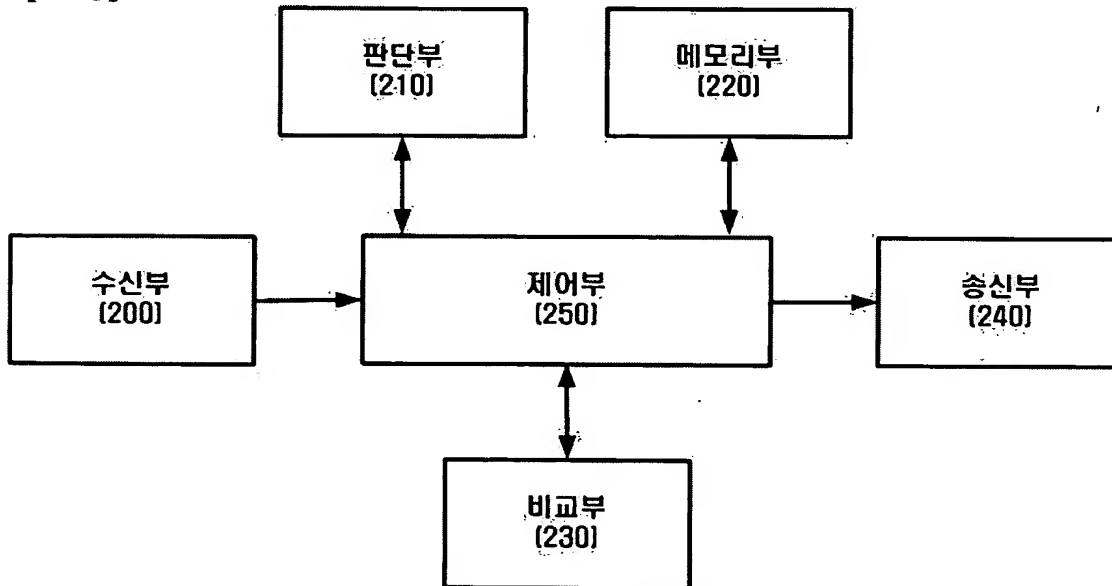 판단부
(210)
메모리부
(220)
수신부
(200)
제어부
(250)
송신부
(240)
비교부
(230)